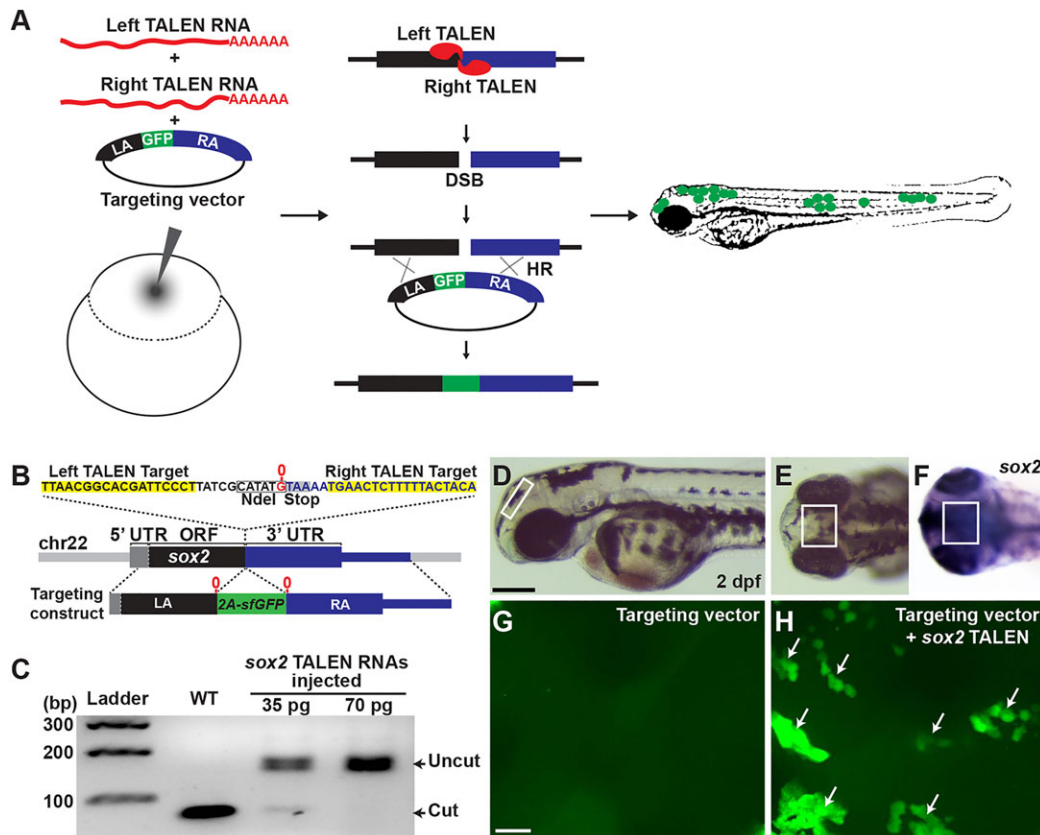 A
Left TALEN RNA
AAAAAA
+
Right TALEN RNA
AAAAAA
+
LA GFP RA
Targeting vector
Left TALEN
Right TALEN
DSB
HR
LA GFP RA
B
Left TALEN Target
0
Right TALEN Target
TTAACGGCACGATTCCCTTATCGCATATGTAAAATGAACTCTTTTTACTACA
NdeI Stop
5' UTR ORF 3' UTR
chr22
sox2
0 0
Targeting construct
LA 2A-sfGFP RA
C
sox2 TALEN RNAs
injected
(bp) Ladder WT 35 pg 70 pg
300
200
100
Uncut
Cut
D
2 dpf
E
F
sox2
G
Targeting vector
H
Targeting vector
+ sox2 TALEN